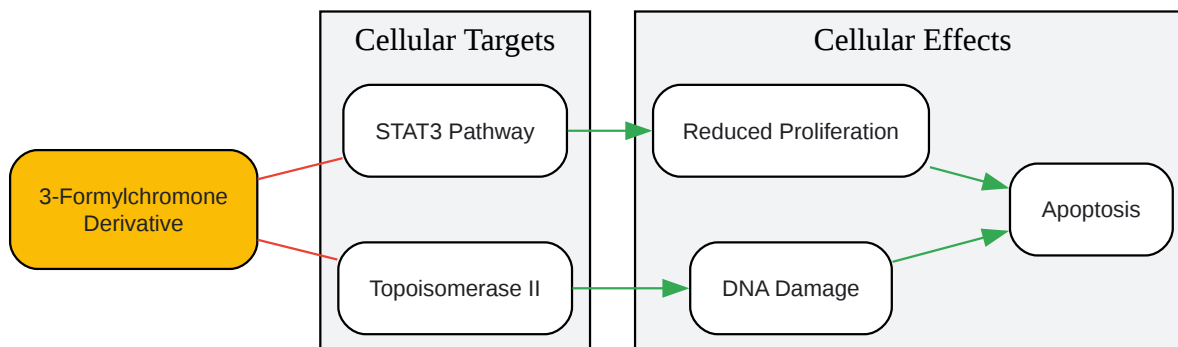 Cellular Targets
Cellular Effects
STAT3 Pathway
Reduced Proliferation
3-Formylchromone
Derivative
Apoptosis
Topoisomerase II
DNA Damage